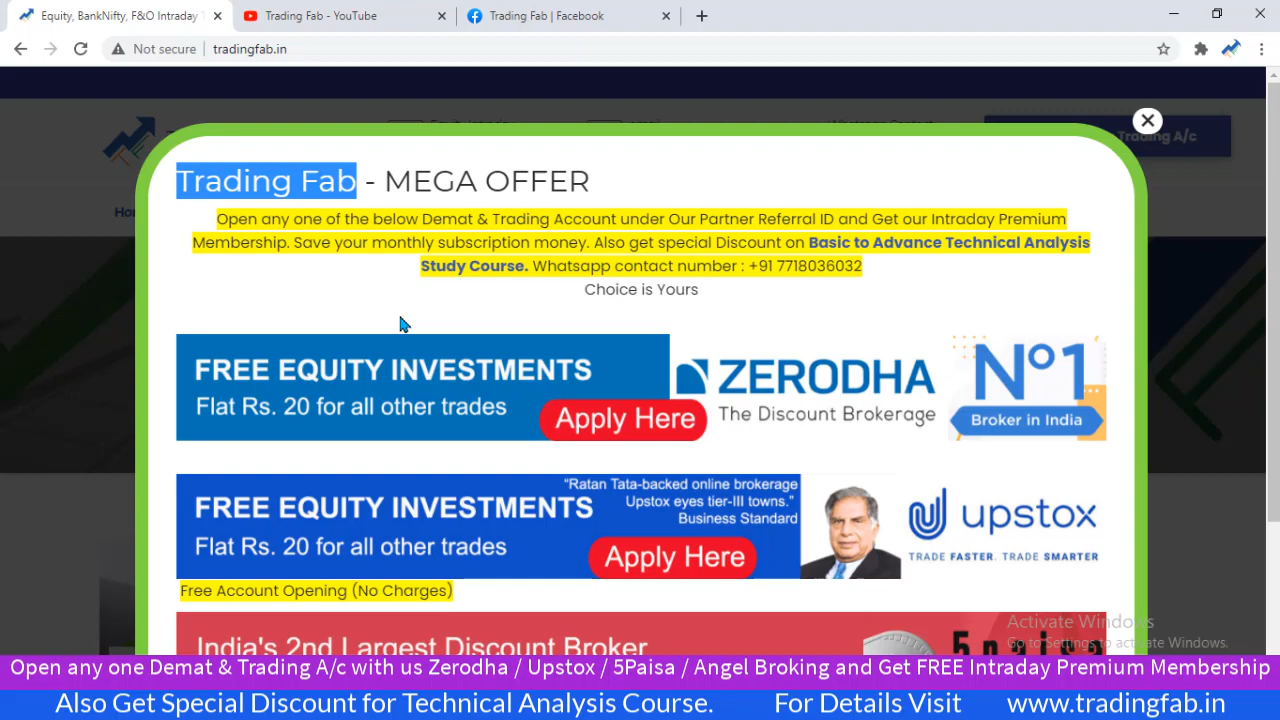 Equity, BankNifty, F&O Intraday T
Trading Fab - YouTube
Trading Fab | Facebook
Not secure
tradingfab.in
Trading A/c
Trading Fab - MEGA OFFER
Open any one of the below Demat & Trading Account under Our Partner Referral ID and Get our Intraday Premium
Membership. Save your monthly subscription money. Also get special Discount on Basic to Advance Technical Analysis
Study Course. Whatsapp contact number : +91 7718036032
Choice is Yours
FREE EQUITY INVESTMENTS
Flat Rs. 20 for all other trades
Apply Here
ZERODHA
The Discount Brokerage
Nº1
Broker in India
"Ratan Tata-backed online brokerage
Upstox eyes tier-III towns."
Business Standard
FREE EQUITY INVESTMENTS
Flat Rs. 20 for all other trades
Apply Here
upstox
TRADE FASTER. TRADE SMARTER
Free Account Opening (No Charges)
India's 2nd Largest Discount Broker
Activate Windows
Go to Settings to activate Windows.
Open any one Demat & Trading A/c with us Zerodha / Upstox / 5Paisa / Angel Broking and Get FREE Intraday Premium Membership
Also Get Special Discount for Technical Analysis Course.
For Details Visit
www.tradingfab.in